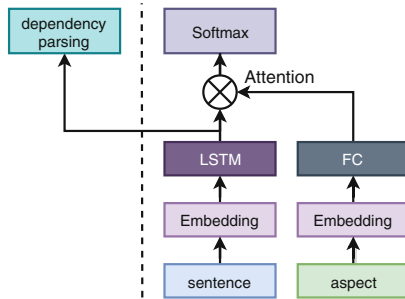 dependency
parsing
Softmax
Attention
LSTM
FC
Embedding
Embedding
sentence
aspect